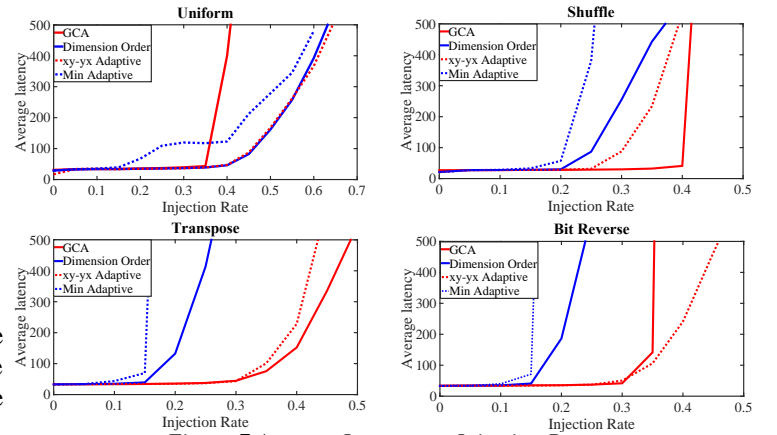 Uniform
Average latency
500
400
300
200
100
0
GCA
Dimension Order
xy-yx Adaptive
Min Adaptive
0 0.1 0.2 0.3 0.4 0.5 0.6 0.7
Injection Rate
Shuffle
Average latency
500
400
300
200
100
0
GCA
Dimension Order
xy-yx Adaptive
Min Adaptive
0 0.1 0.2 0.3 0.4 0.5
Injection Rate
Transpose
Average latency
500
400
300
200
100
0
GCA
Dimension Order
xy-yx Adaptive
Min Adaptive
0 0.1 0.2 0.3 0.4 0.5
Injection Rate
Bit Reverse
Average latency
500
400
300
200
100
0
GCA
Dimension Order
xy-yx Adaptive
Min Adaptive
0 0.1 0.2 0.3 0.4 0.5
Injection Rate